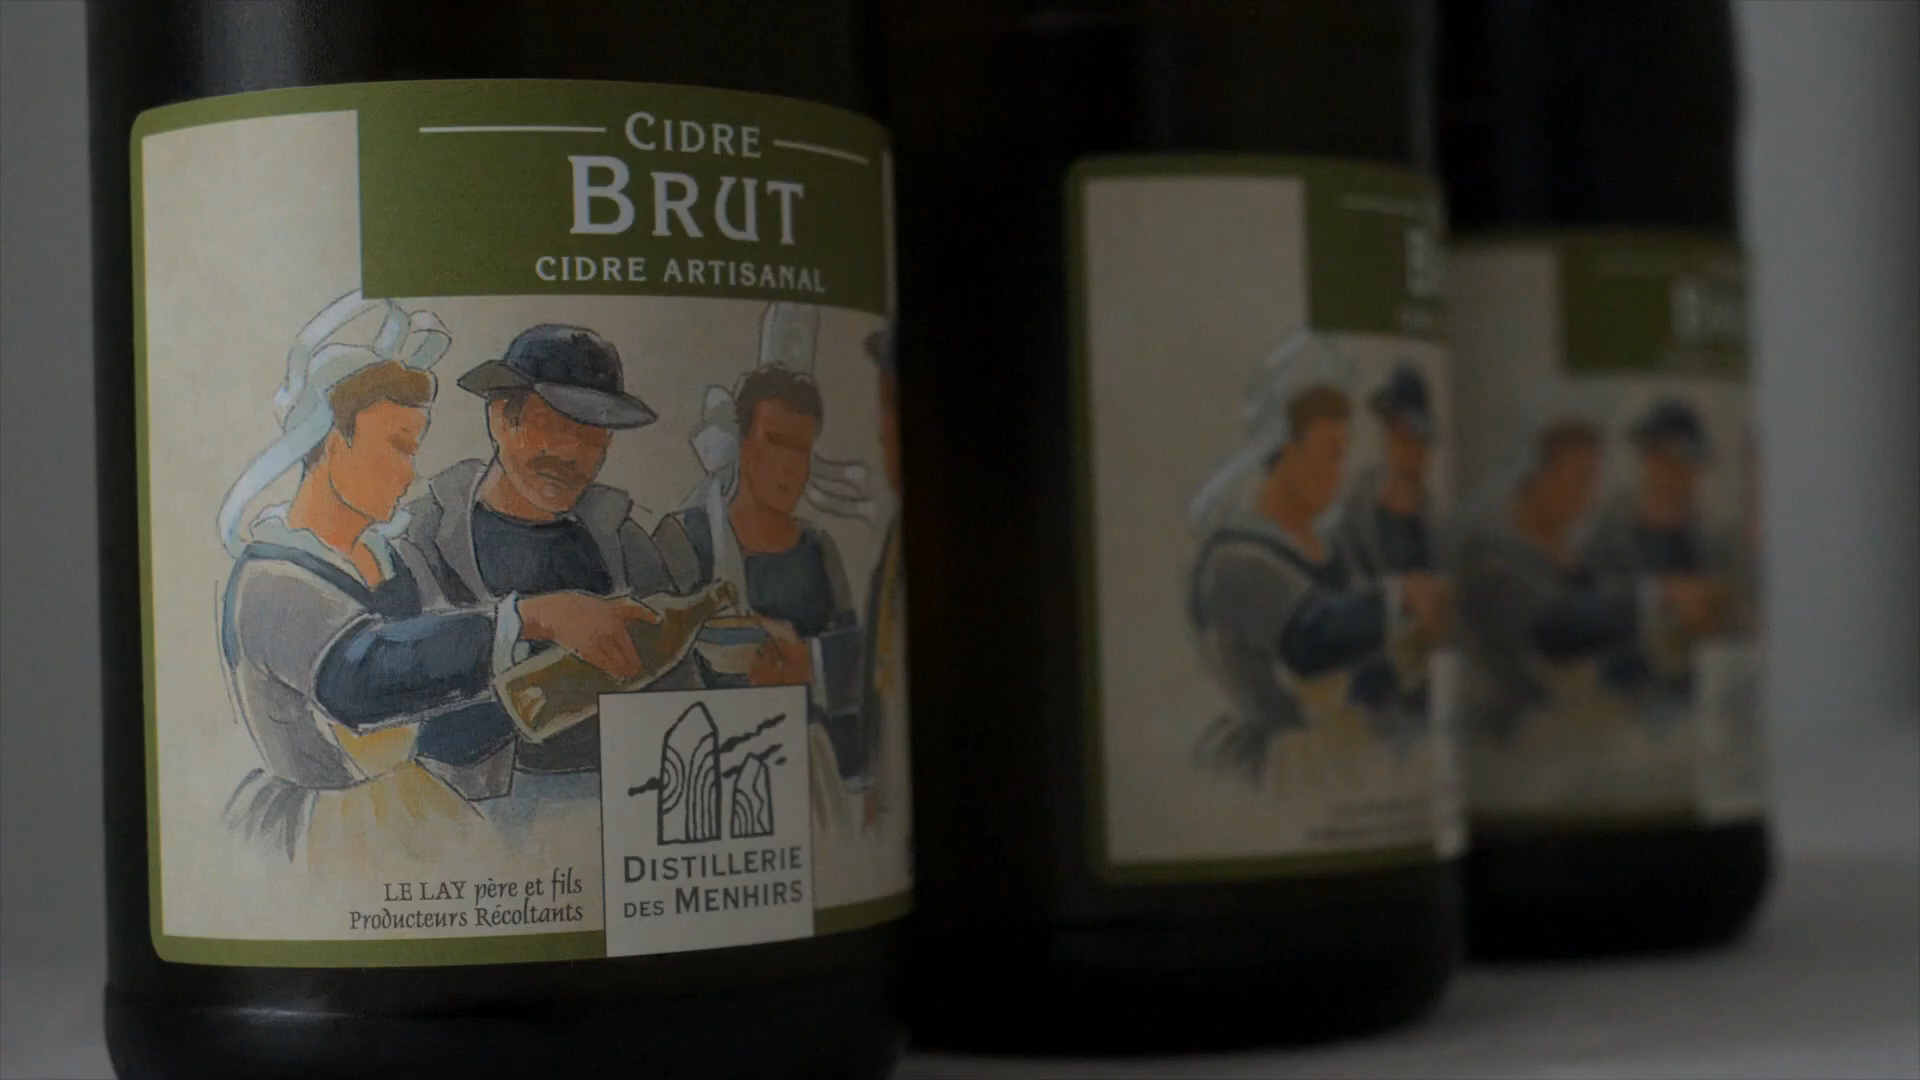 CIDRE
BRUT
CIDRE ARTISANAL
LE LAY père et fils
Producteurs Récoltants
DISTILLERIE
DES MENHIRS